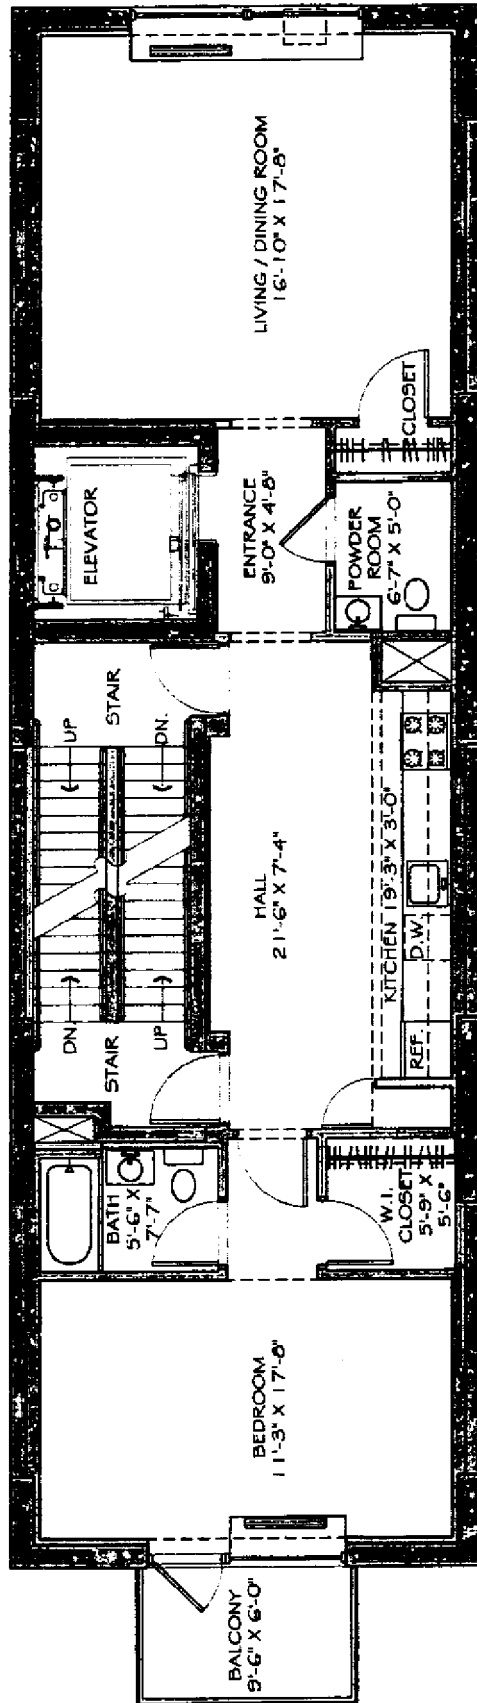 LIVING / DINING ROOM
16'-10" X 17'-8"
CLOSET
ELEVATOR
ENTRANCE
9'-0" X 4'-8"
POWDER
ROOM
6'-7" X 5'-0"
STAIR
UP
DN.
HALL
21'-6" X 7'-4"
KITCHEN 19'-3" X 3'-0"
D.W.
REF.
DN.
UP
STAIR
BATH
5'-6" X
7'-7"
W.I.
CLOSET
5'-9" X
5'-6"
BEDROOM
11'-3" X 17'-8"
BALCONY
9'-6" X 6'-0"